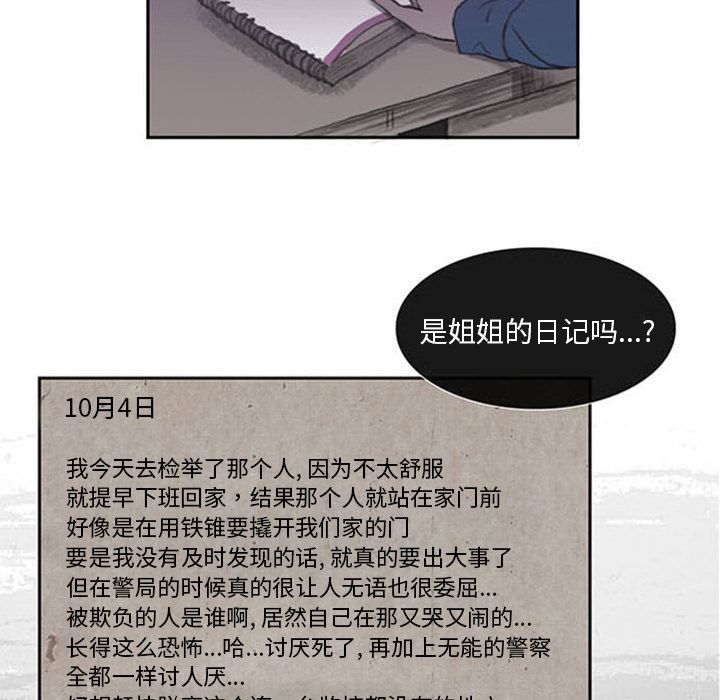 是姐姐的日记吗...?
10月4日
我今天去检举了那个人, 因为不太舒服
就提早下班回家，结果那个人就站在家门前
好像是在用铁锥要撬开我们家的门
要是我没有及时发现的话, 就真的要出大事了
但在警局的时候真的很让人无语也很委屈...
被欺负的人是谁啊, 居然自己在那又哭又闹的...
长得这么恐怖...哈...讨厌死了, 再加上无能的警察
全都一样讨人厌...